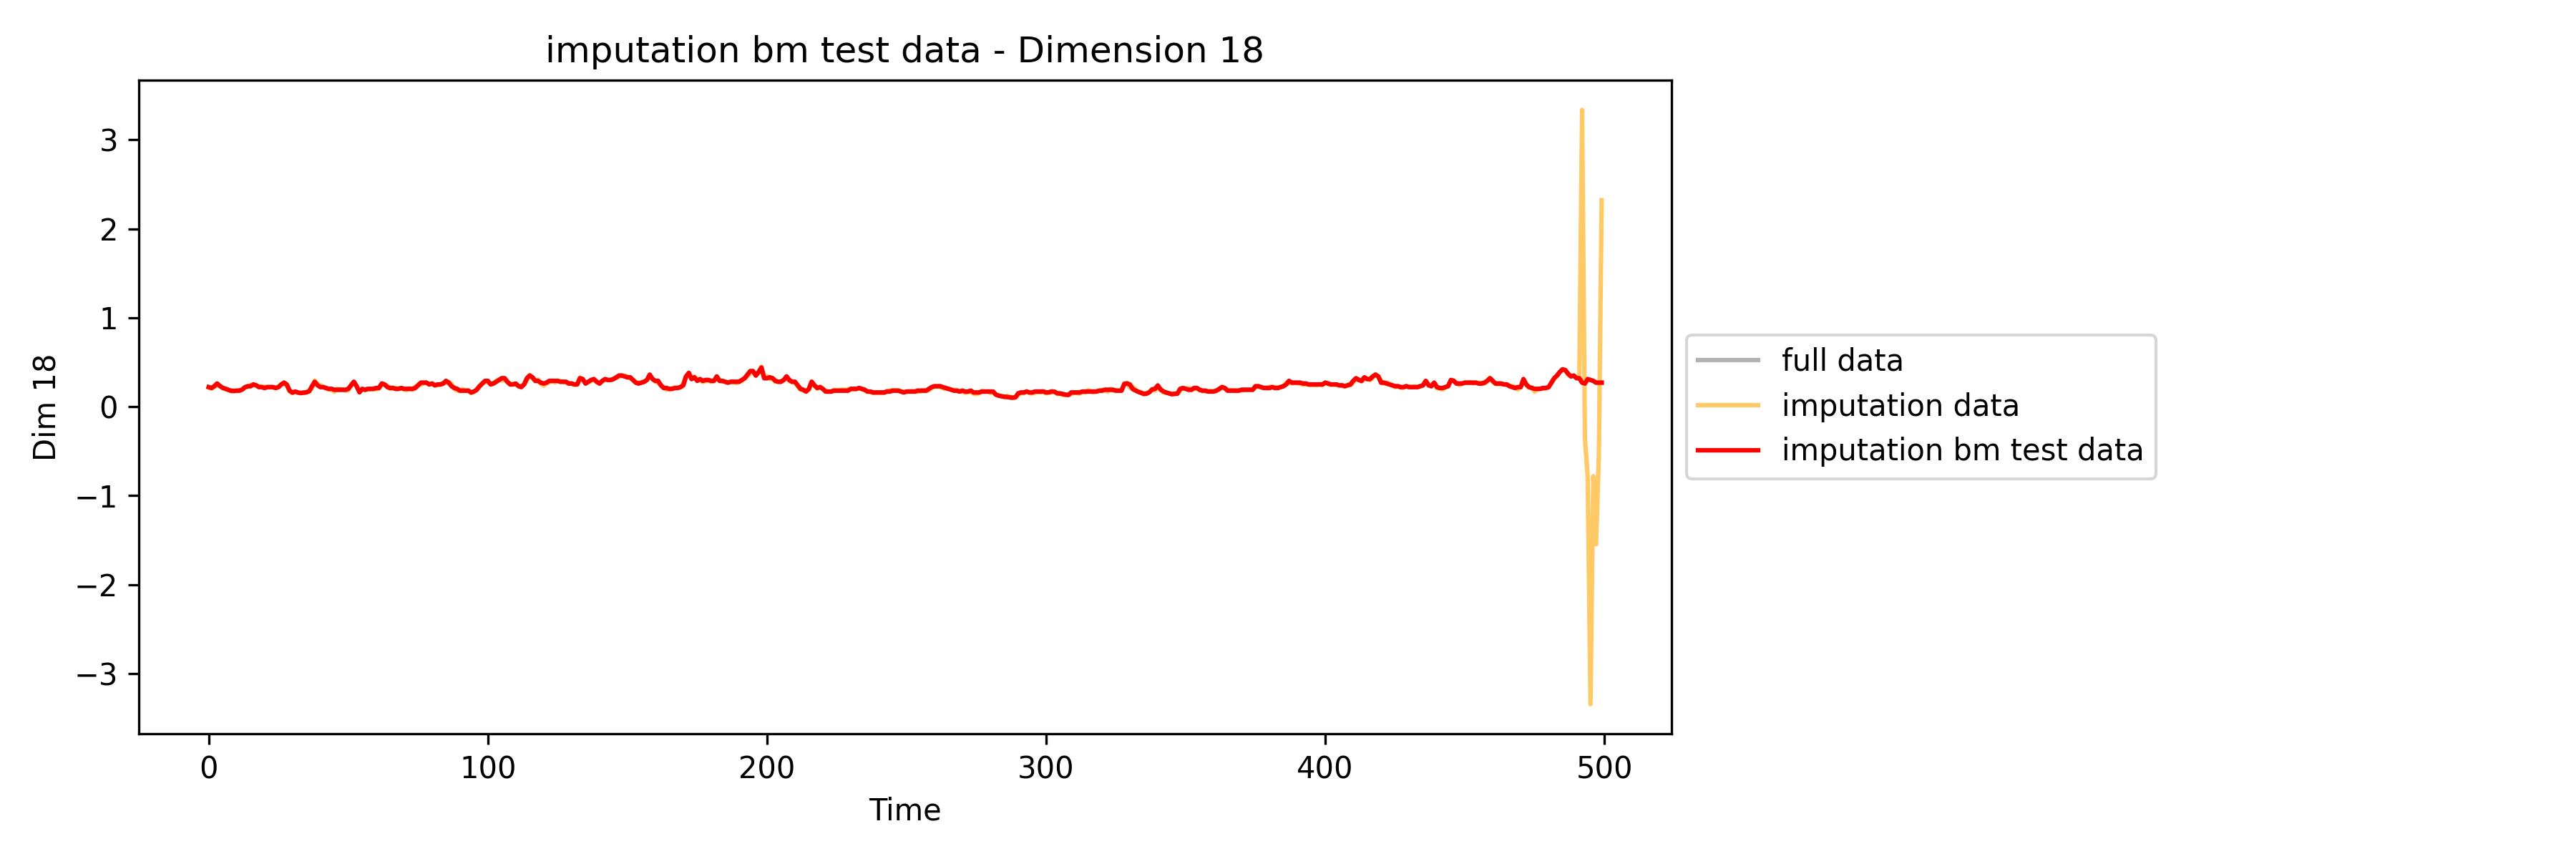 imputation bm test data - Dimension 18
3
2
1
0
−1
−2
−3
Dim 18
0 100 200 300 400 500
Time
full data
imputation data
imputation bm test data